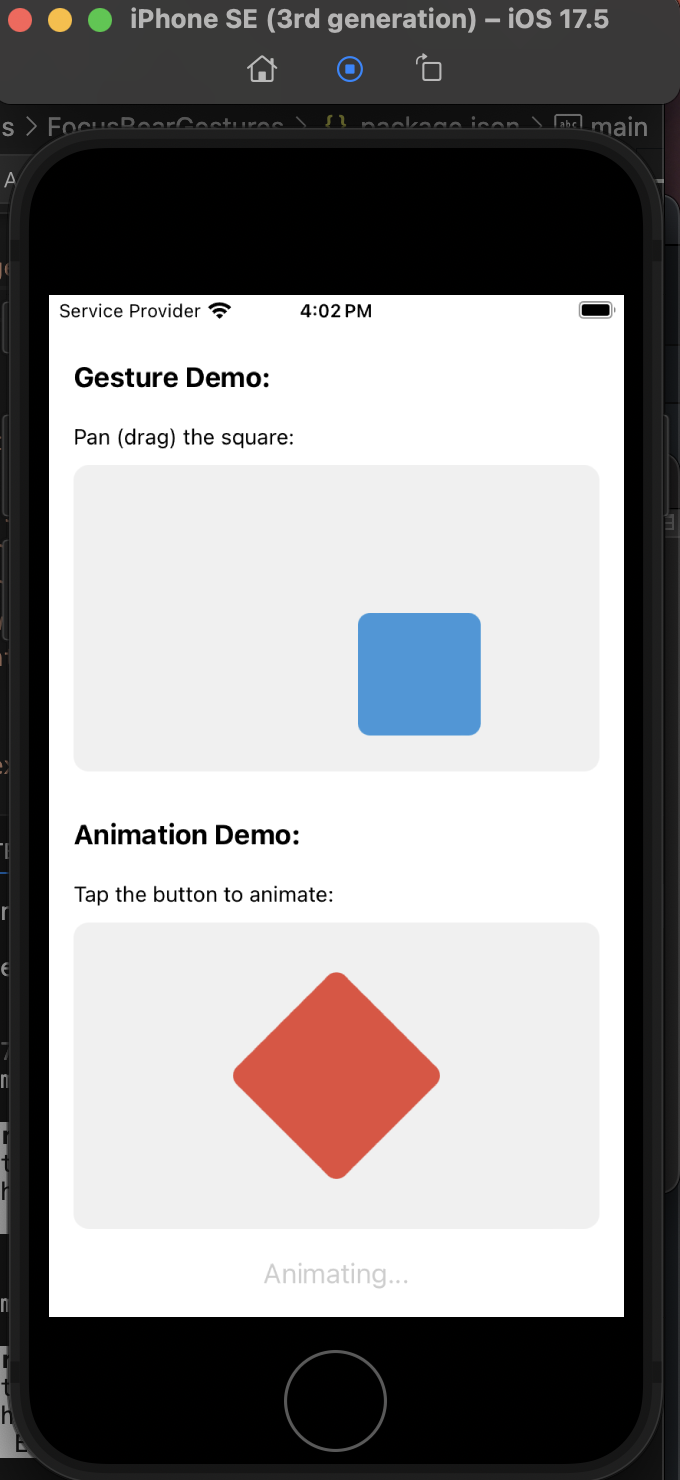 iPhone SE (3rd generation) – iOS 17.5
FocusBearGestures > {} package.json > abc main
Service Provider 4:02 PM
Gesture Demo:
Pan (drag) the square:
Animation Demo:
Tap the button to animate:
Animating...